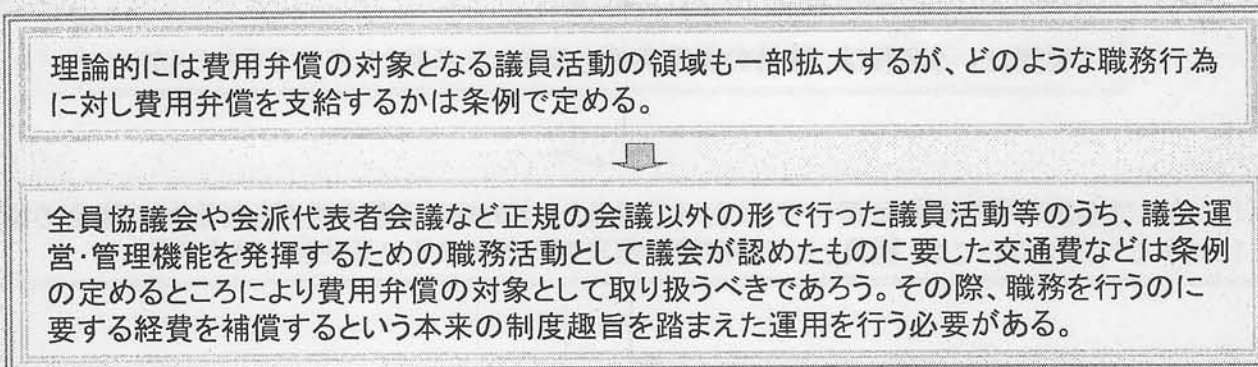 理論的には費用弁償の対象となる議員活動の領域も一部拡大するが、どのような職務行為
に対し費用弁償を支給するかは条例で定める。
全員協議会や会派代表者会議など正規の会議以外の形で行った議員活動等のうち、議会運
営・管理機能を発揮するための職務活動として議会が認めたものに要した交通費などは条例
の定めるところにより費用弁償の対象として取り扱うべきであろう。その際、職務を行うのに
要する経費を補償するという本来の制度趣旨を踏まえた運用を行う必要がある。